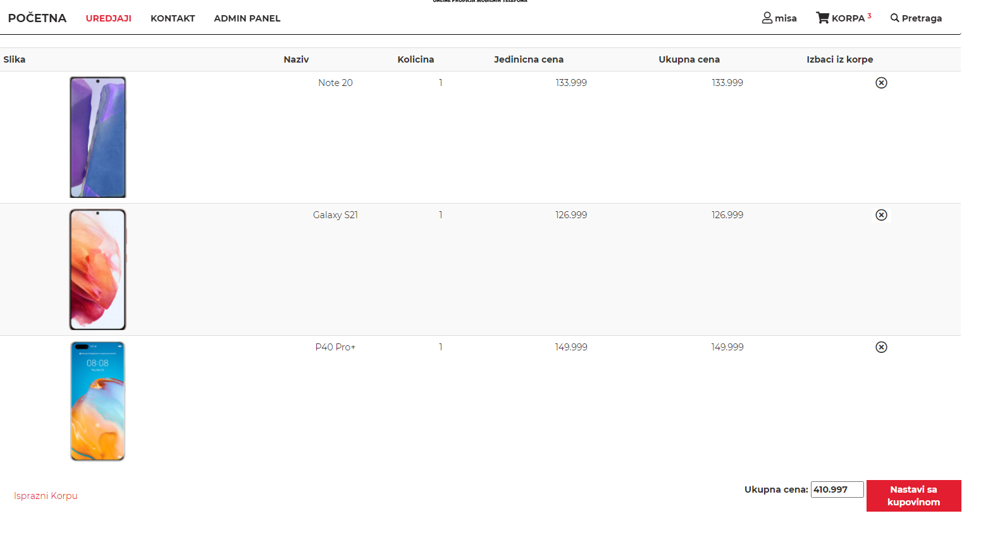 ONLINE PRODAJA MOBILNIH TELEFONA
POČETNA UREDJAJI KONTAKT ADMIN PANEL misa KORPA 3 Pretraga
Slika Naziv Kolicina Jedinicna cena Ukupna cena Izbaci iz korpe
Note 20 1 133.999 133.999
Galaxy S21 1 126.999 126.999
P40 Pro+ 1 149.999 149.999
08:08
Isprazni Korpu Ukupna cena: 410.997 Nastavi sa
kupovinom